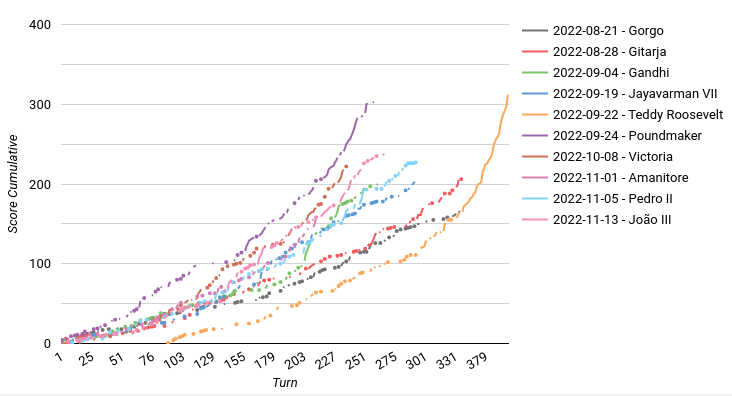 400
300
200
100
0
Score Cumulative
1
25
51
76
103
129
155
179
203
227
251
275
301
331
379
Turn
2022-08-21 - Gorgo
2022-08-28 - Gitarja
2022-09-04 - Gandhi
2022-09-19 - Jayavarman VII
2022-09-22 - Teddy Roosevelt
2022-09-24 - Poundmaker
2022-10-08 - Victoria
2022-11-01 - Amanitore
2022-11-05 - Pedro II
2022-11-13 - João III